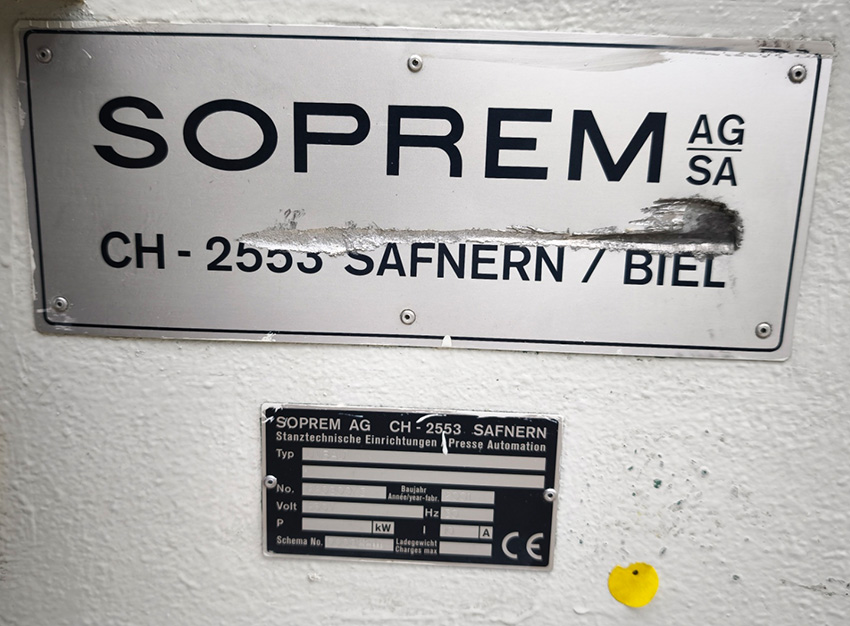 SOPREM AG
SA
CH - 2553 SAFNERN / BIEL
SOPREM AG CH - 2553 SAFNERN
Stanztechnische Einrichtungen Presse Automation
Typ
No. Baujahr
Année/year-fabr.
Volt Hz
P kW I A
Schema No. Ladegewicht
Charges max
CE